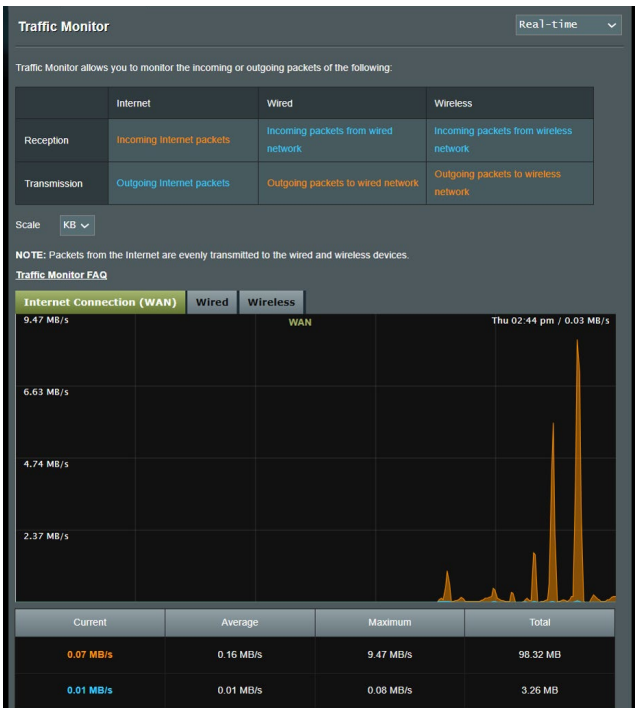 Traffic Monitor
Real-time
Traffic Monitor allows you to monitor the incoming or outgoing packets of the following:
Internet Wired Wireless
Reception Incoming Internet packets Incoming packets from wired network Incoming packets from wireless network
Transmission Outgoing Internet packets Outgoing packets to wired network Outgoing packets to wireless network
Scale KB
NOTE: Packets from the Internet are evenly transmitted to the wired and wireless devices.
Traffic Monitor FAQ
Internet Connection (WAN) Wired Wireless
9.47 MB/s WAN Thu 02:44 pm / 0.03 MB/s
6.63 MB/s
4.74 MB/s
2.37 MB/s
Current Average Maximum Total
0.07 MB/s 0.16 MB/s 9.47 MB/s 98.32 MB
0.01 MB/s 0.01 MB/s 0.08 MB/s 3.26 MB